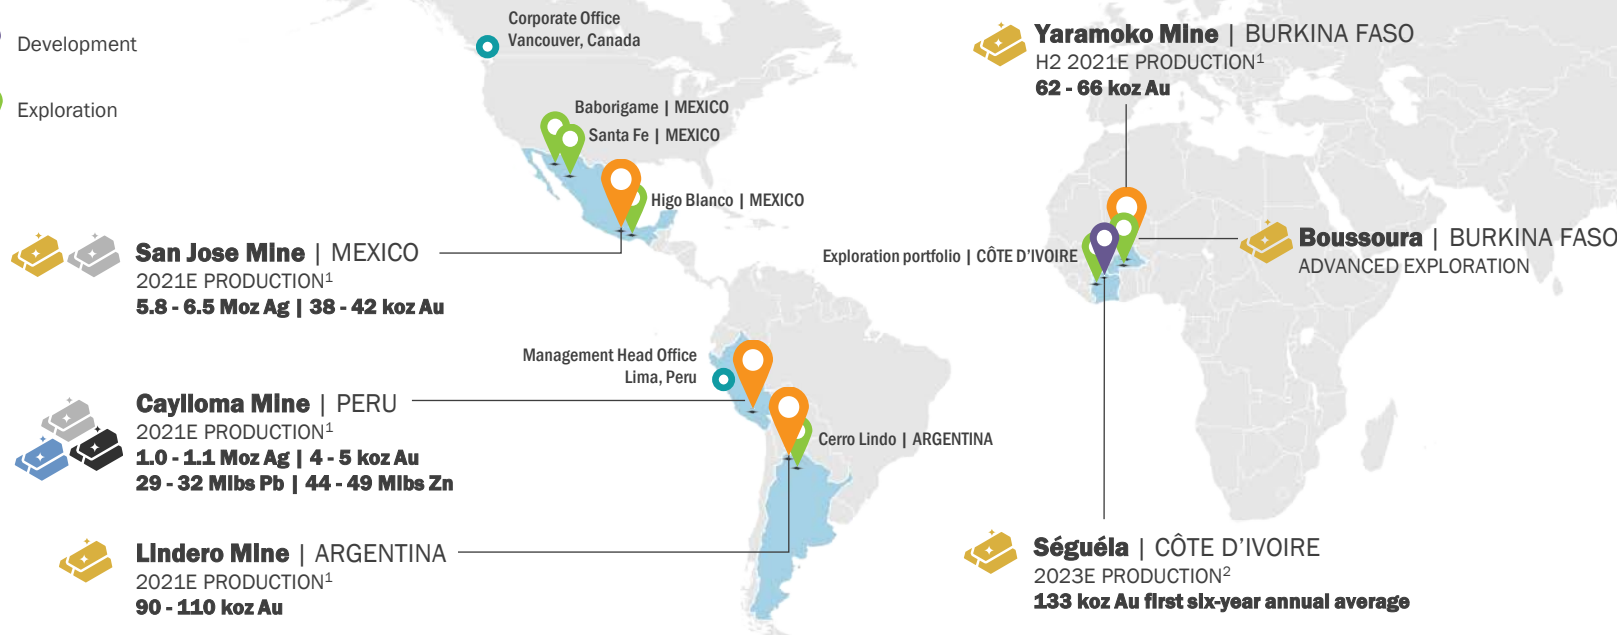 Development
Exploration
Corporate Office
Vancouver, Canada
Baborigame | MEXICO
Santa Fe | MEXICO
Higo Blanco | MEXICO
San Jose Mine | MEXICO
2021E PRODUCTION¹
5.8 - 6.5 Moz Ag | 38 - 42 koz Au
Management Head Office
Lima, Peru
Caylloma Mine | PERU
2021E PRODUCTION¹
1.0 - 1.1 Moz Ag | 4 - 5 koz Au
29 - 32 Mlbs Pb | 44 - 49 Mlbs Zn
Cerro Lindo | ARGENTINA
Lindero Mine | ARGENTINA
2021E PRODUCTION¹
90 - 110 koz Au
Yaramoko Mine | BURKINA FASO
H2 2021E PRODUCTION¹
62 - 66 koz Au
Exploration portfolio | CÔTE D'IVOIRE
Boussoura | BURKINA FASO
ADVANCED EXPLORATION
Séguéla | CÔTE D'IVOIRE
2023E PRODUCTION²
133 koz Au first six-year annual average